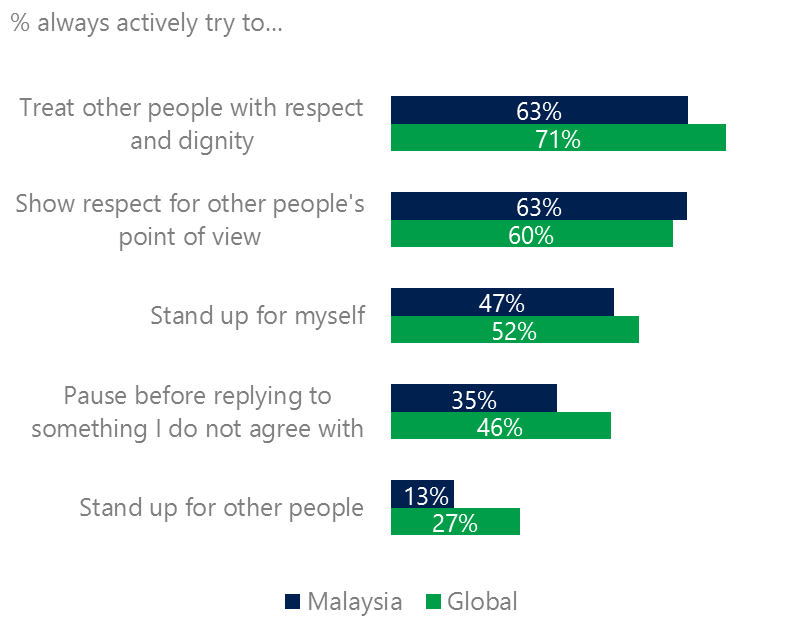 % always actively try to...
Treat other people with respect
and dignity
63%
71%
Show respect for other people's
point of view
63%
60%
Stand up for myself
47%
52%
Pause before replying to
something I do not agree with
35%
46%
Stand up for other people
13%
27%
Malaysia Global